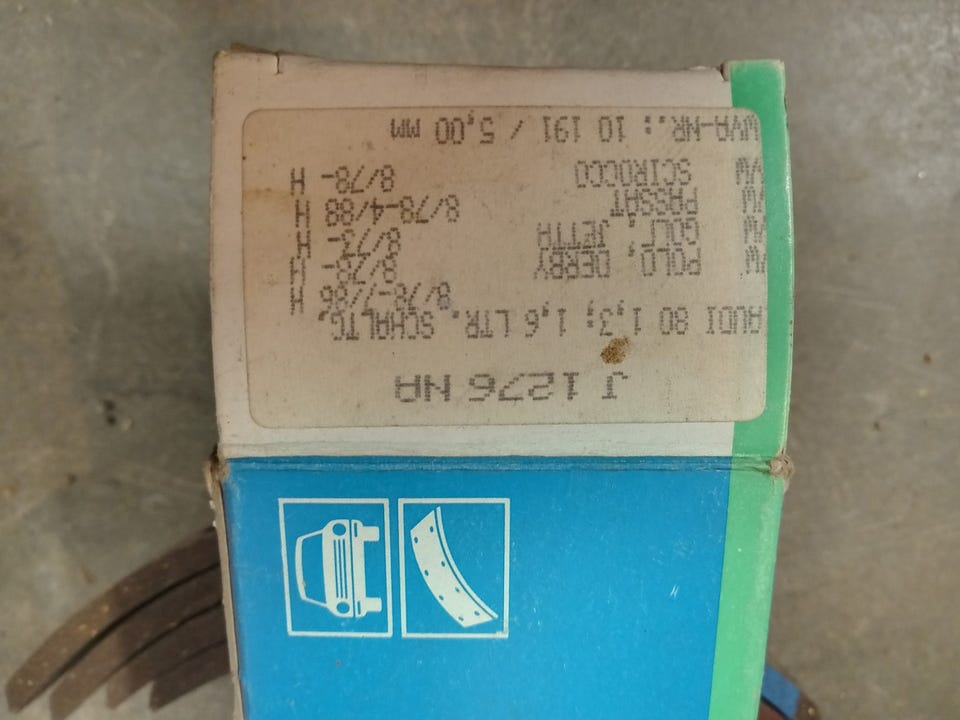 J 1276 NA
AUDI 80 1,3; 1,6 LTR. SCHALTG.
8/78-7/86, H
VW POLO, DERBY 8/78- H
VW GOLF, JETTA 8/73- H
VW PASSAT 8/78-4/88 H
VW SCIROCCO 8/78- H
WVA-NR.: 10 191 / 5,00 mm